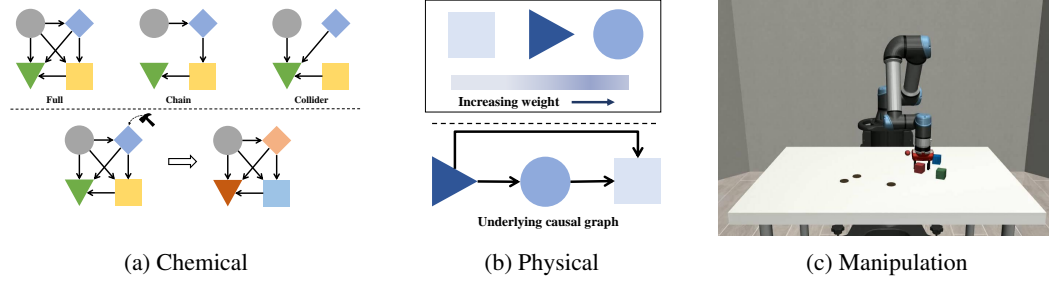 Full
Chain
Collider
Increasing weight
Underlying causal graph
(a) Chemical
(b) Physical
(c) Manipulation